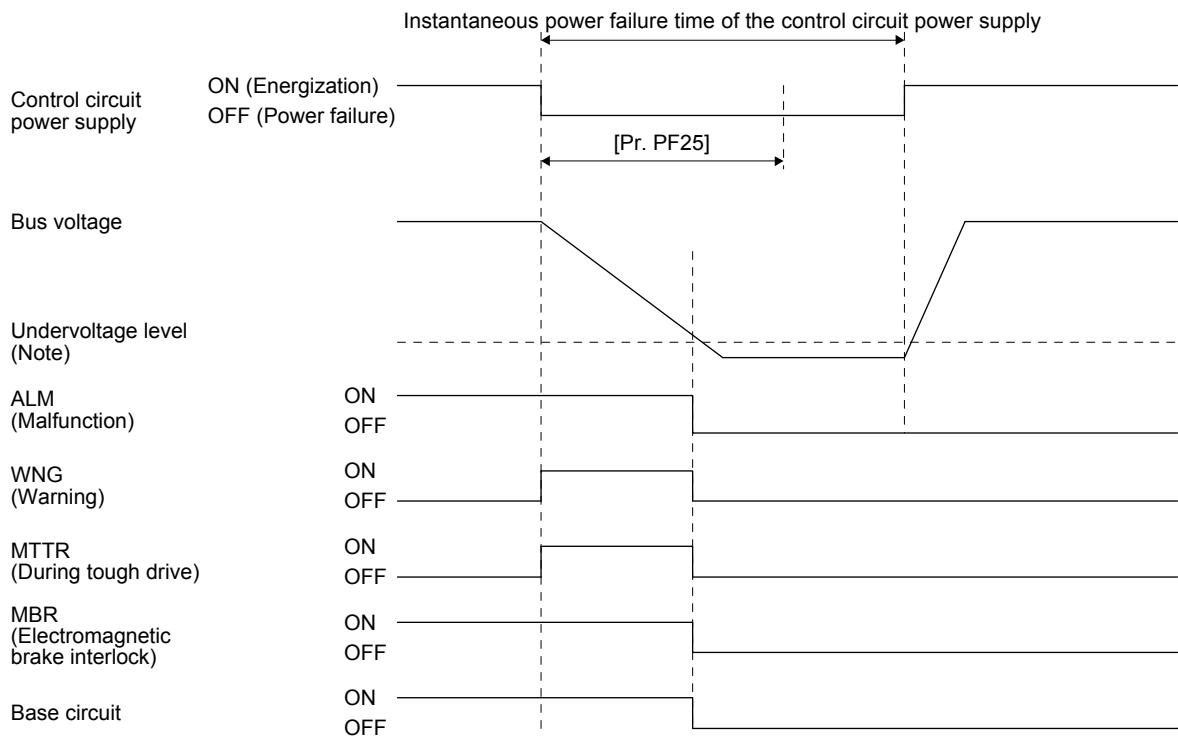 Instantaneous power failure time of the control circuit power supply
Control circuit
power supply
ON (Energization)
OFF (Power failure)
[Pr. PF25]
Bus voltage
Undervoltage level
(Note)
ALM
(Malfunction)
ON
OFF
WNG
(Warning)
ON
OFF
MTTR
(During tough drive)
ON
OFF
MBR
(Electromagnetic
brake interlock)
ON
OFF
Base circuit
ON
OFF